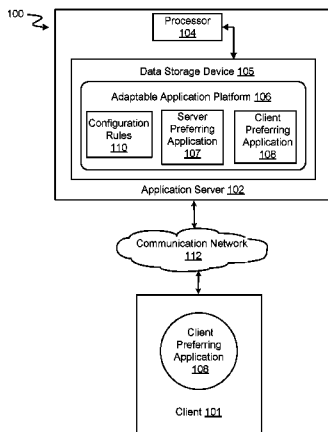 100
Processor
104
Data Storage Device 105
Adaptable Application Platform 106
Configuration
Rules
110
Server
Preferring
Application
107
Client
Preferring
Application
108
Application Server 102
Communication Network
112
Client
Preferring
Application
108
Client 101